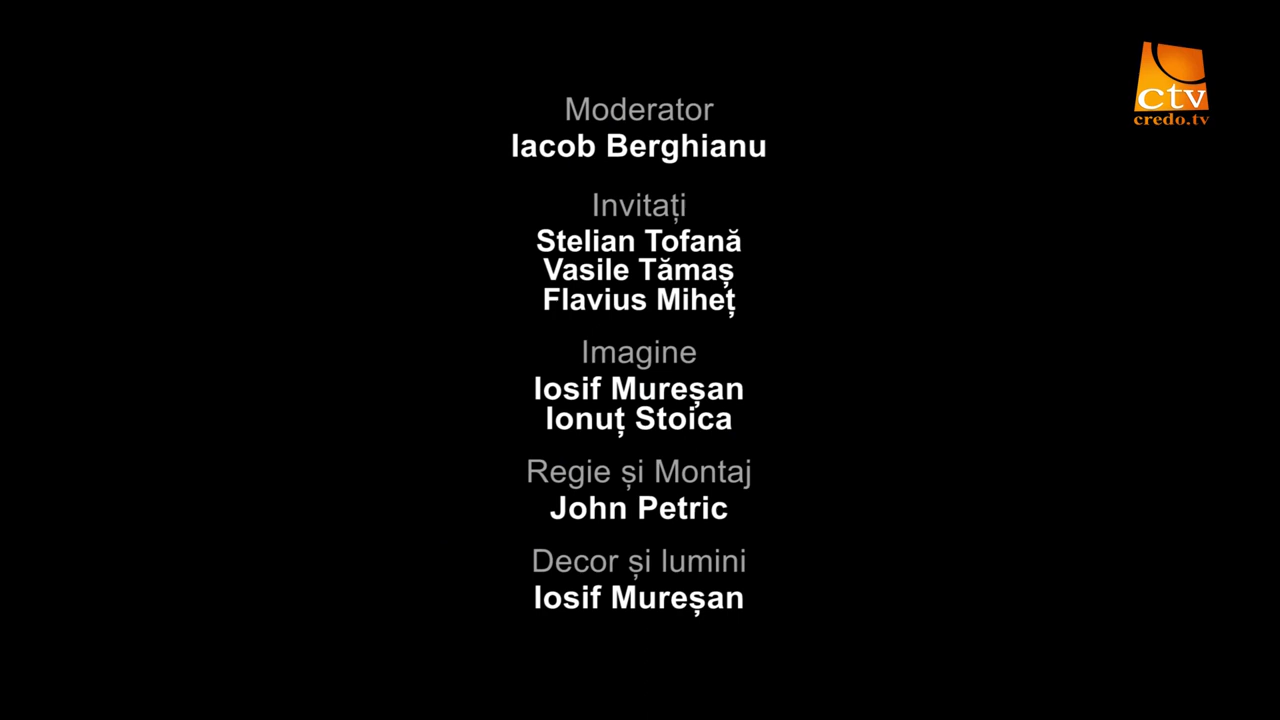 ctv
credo.tv
Moderator
Iacob Berghianu
Invitați
Stelian Tofană
Vasile Tămaș
Flavius Miheț
Imagine
Iosif Mureșan
Ionuț Stoica
Regie și Montaj
John Petric
Decor și lumini
Iosif Mureșan